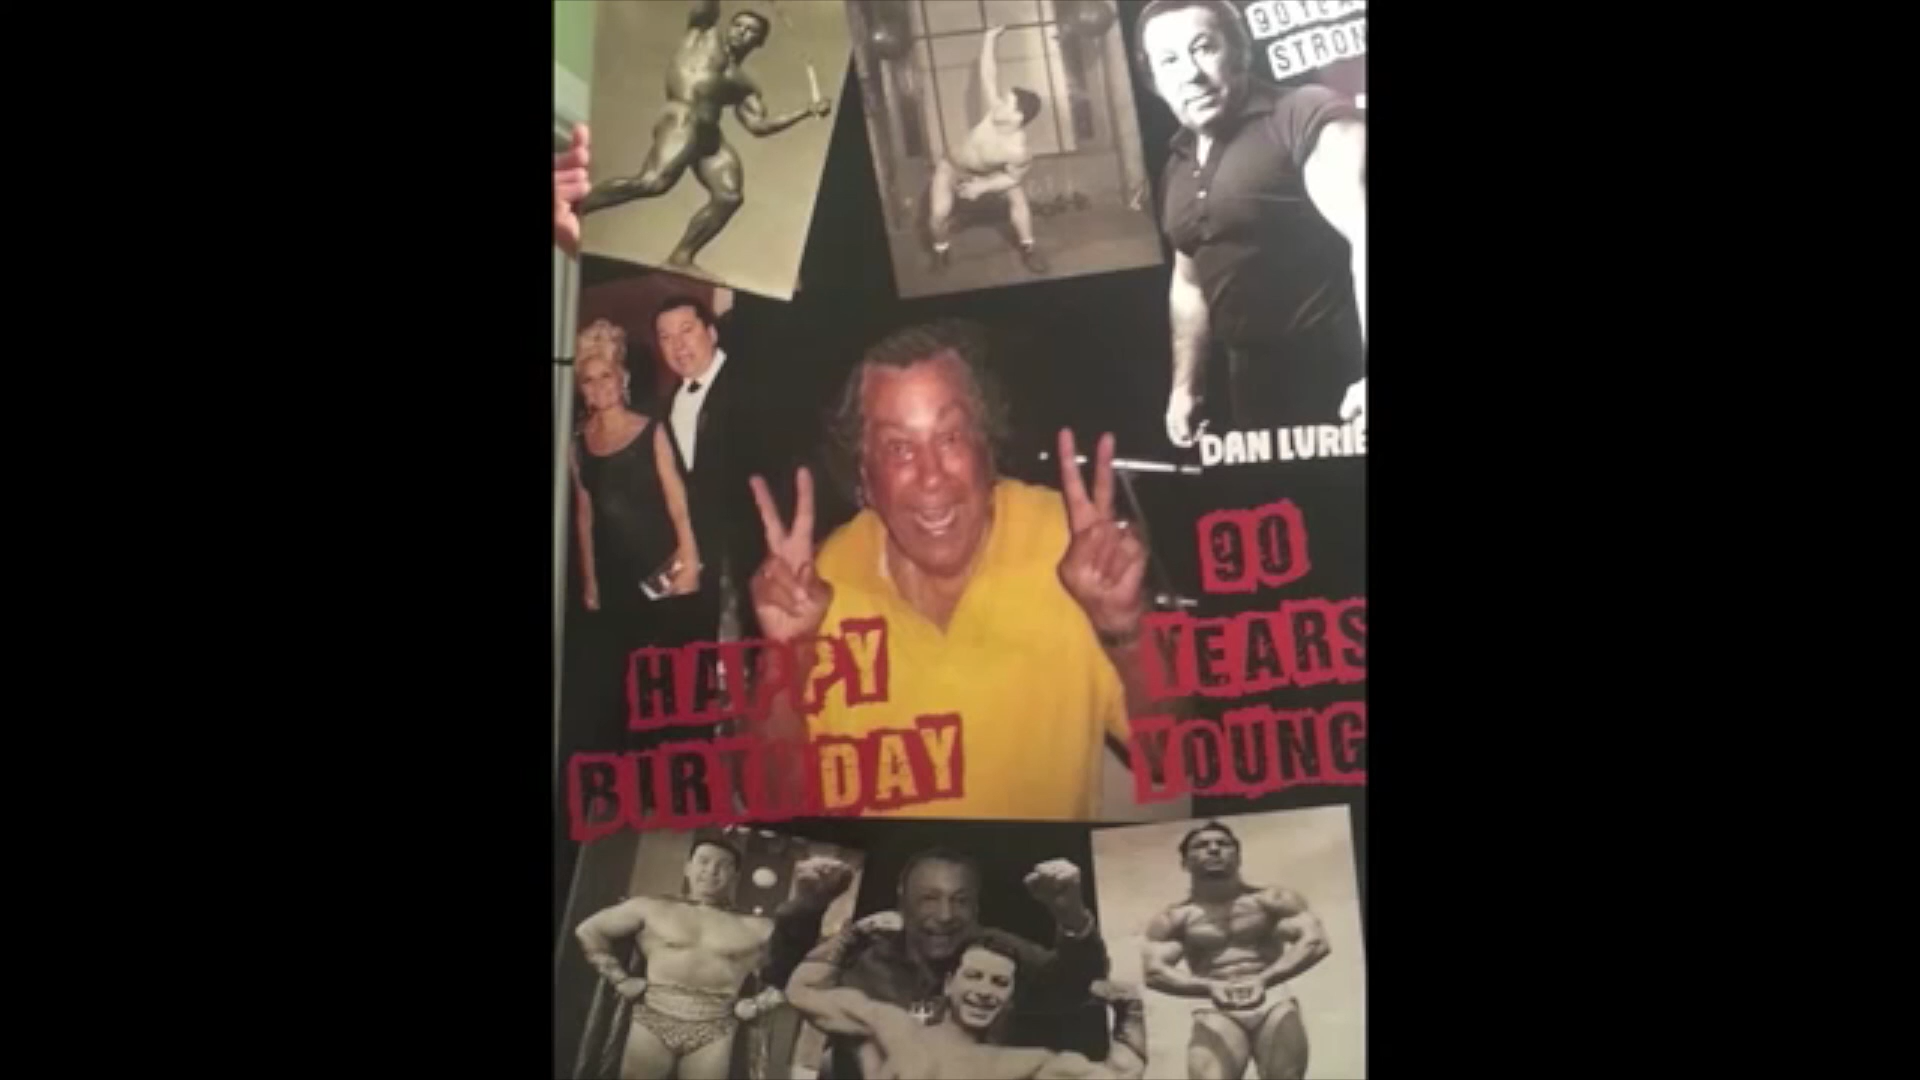 90 YEA
STRON
DAN LURIE
90
YEARS
YOUNG
HAPPY
BIRTHDAY